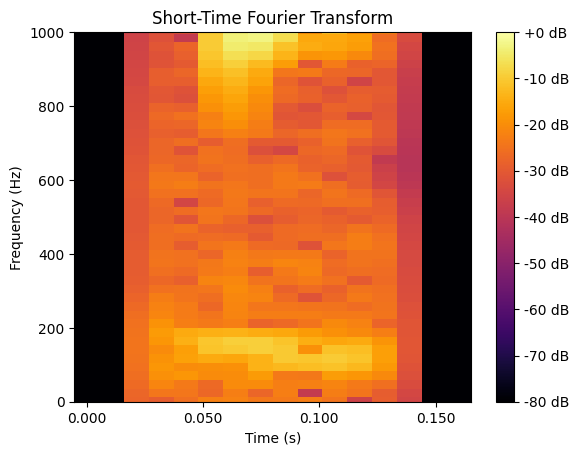 Short-Time Fourier Transform
Frequency (Hz)
1000
800
600
400
200
0
0.000
0.050
0.100
0.150
Time (s)
+0 dB
-10 dB
-20 dB
-30 dB
-40 dB
-50 dB
-60 dB
-70 dB
-80 dB